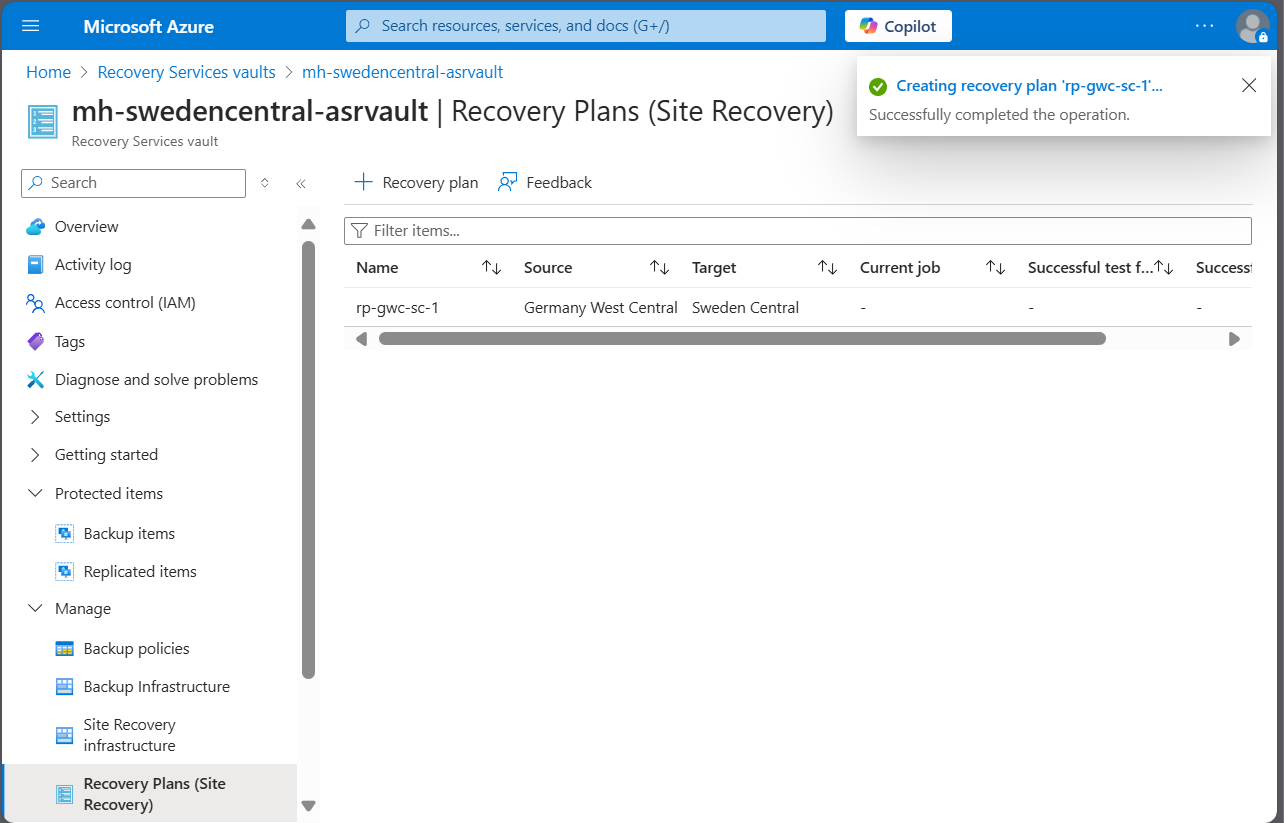 Microsoft Azure
Search resources, services, and docs (G+/)
Copilot
Home > Recovery Services vaults > mh-swedencentral-asrvault
mh-swedencentral-asrvault | Recovery Plans (Site Recovery)
Recovery Services vault
Creating recovery plan 'rp-gwc-sc-1'...
Successfully completed the operation.
Search
Overview
Activity log
Access control (IAM)
Tags
Diagnose and solve problems
Settings
Getting started
Protected items
Backup items
Replicated items
Manage
Backup policies
Backup Infrastructure
Site Recovery
infrastructure
Recovery Plans (Site
Recovery)
Recovery plan Feedback
Filter items...
Name Source Target Current job Successful test f... Success
rp-gwc-sc-1 Germany West Central Sweden Central - - -